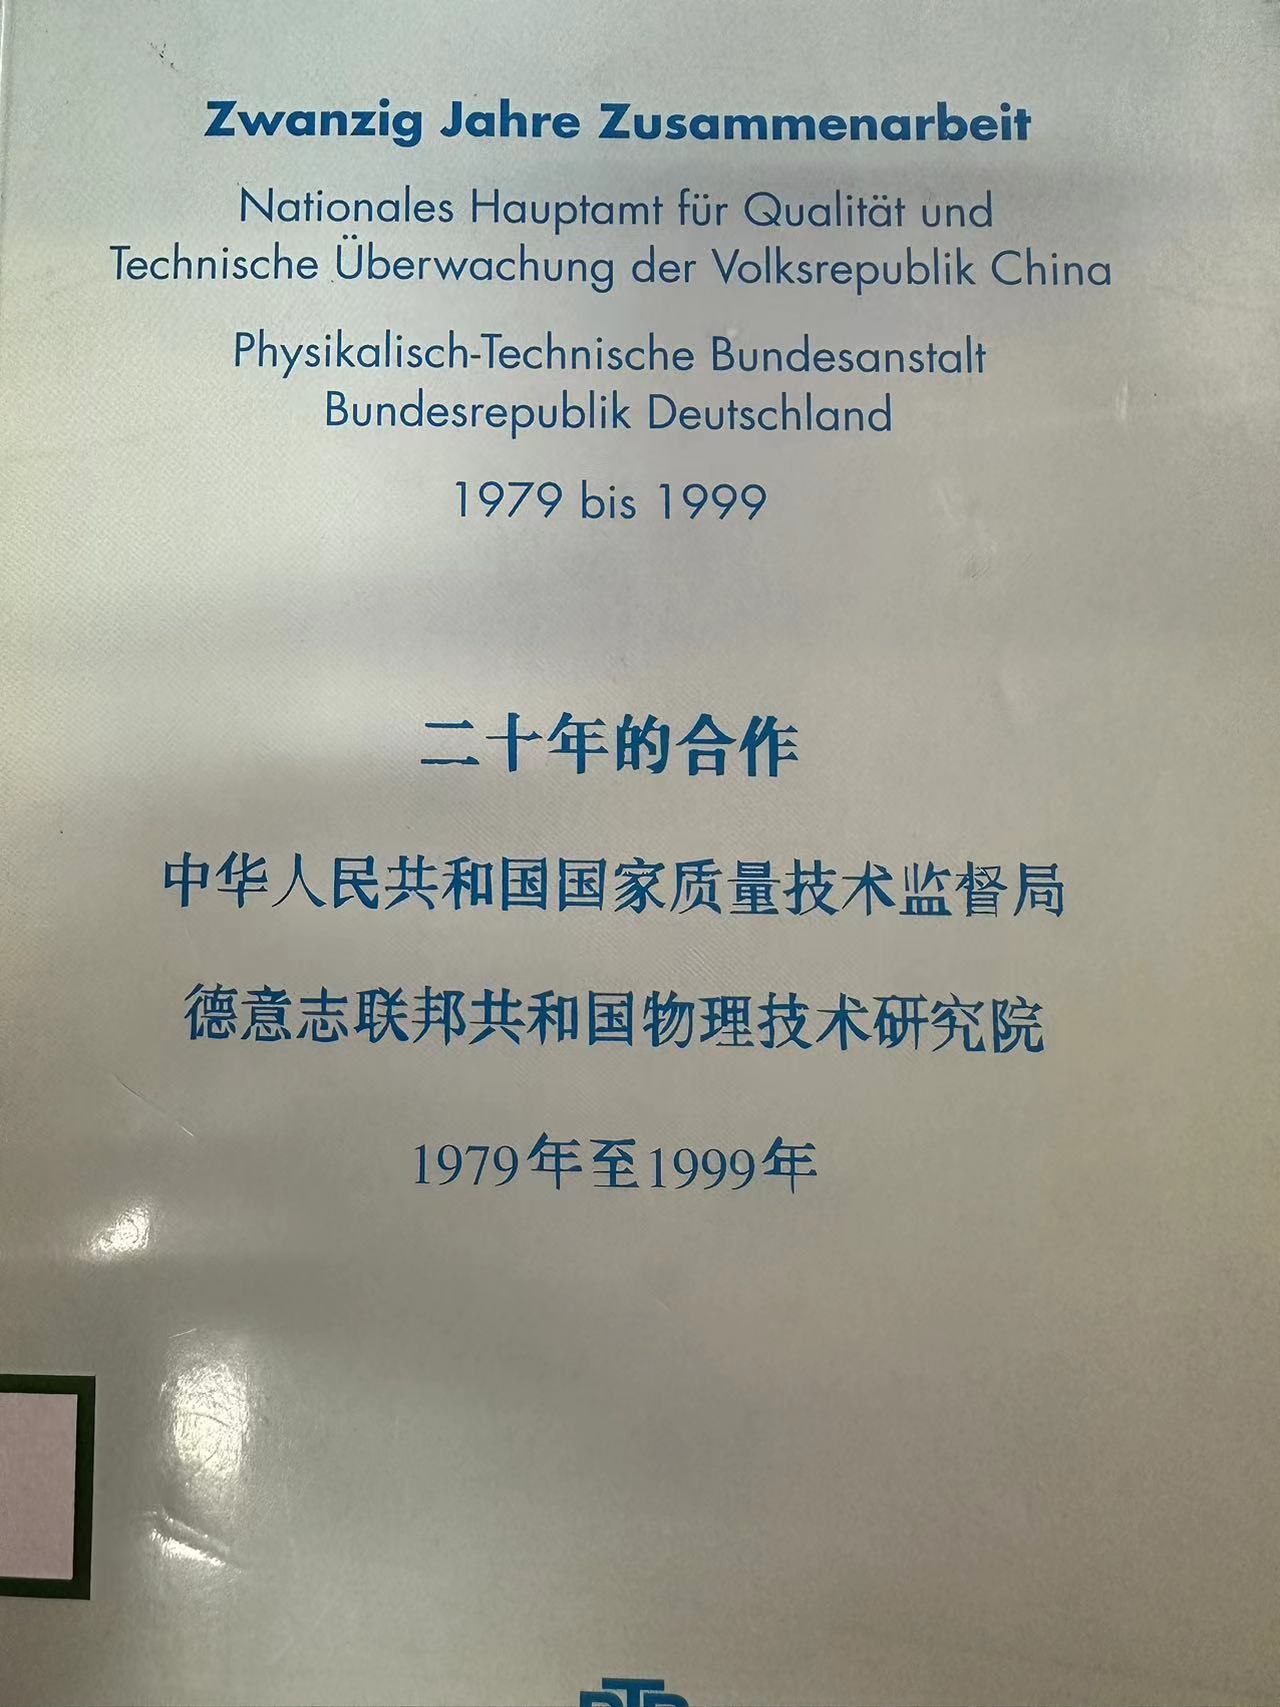 Zwanzig Jahre Zusammenarbeit
Nationales Hauptamt für Qualität und
Technische Überwachung der Volksrepublik China
Physikalisch-Technische Bundesanstalt
Bundesrepublik Deutschland
1979 bis 1999
二十年的合作
中华人民共和国国家质量技术监督局
德意志联邦共和国物理技术研究院
1979年至1999年
PTB